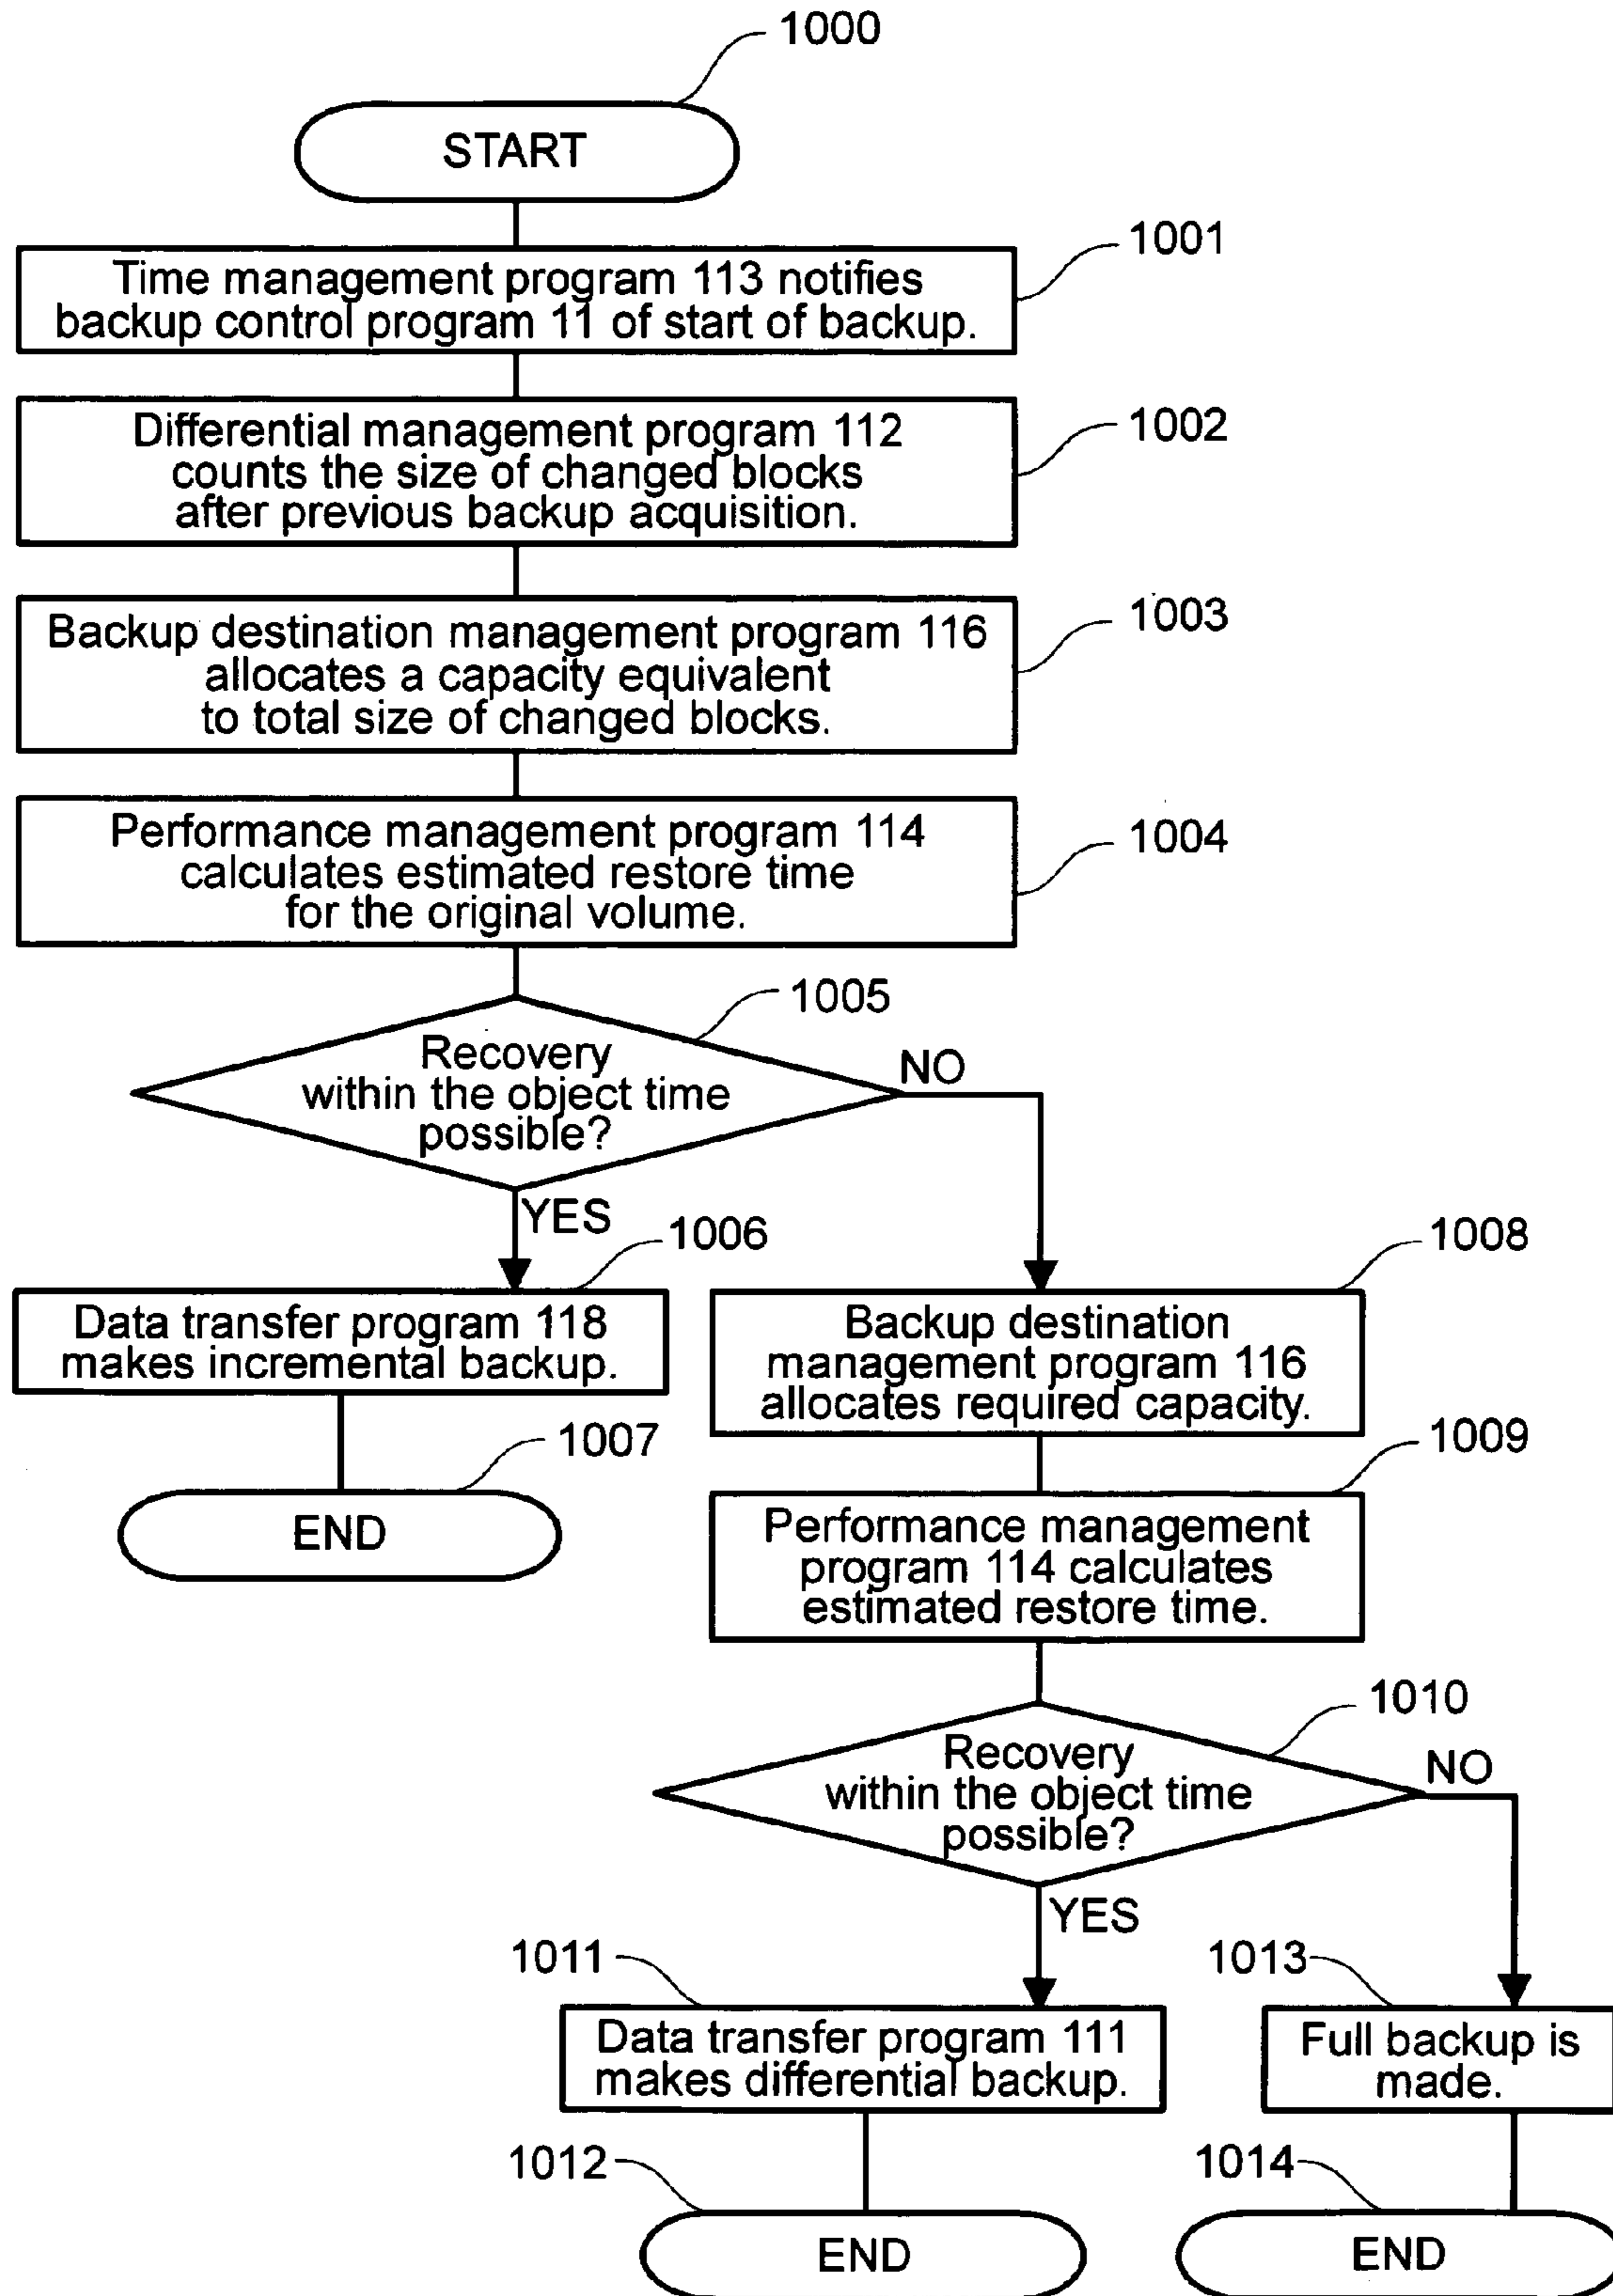 1000
START
1001
Time management program 113 notifies
backup control program 11 of start of backup.
1002
Differential management program 112
counts the size of changed blocks
after previous backup acquisition.
1003
Backup destination management program 116
allocates a capacity equivalent
to total size of changed blocks.
1004
Performance management program 114
calculates estimated restore time
for the original volume.
1005
Recovery
within the object time
possible?
NO
YES
1006
Data transfer program 118
makes incremental backup.
1007
END
1008
Backup destination
management program 116
allocates required capacity.
1009
Performance management
program 114 calculates
estimated restore time.
1010
Recovery
within the object time
possible?
NO
YES
1011
Data transfer program 111
makes differential backup.
1012
END
1013
Full backup is
made.
1014
END